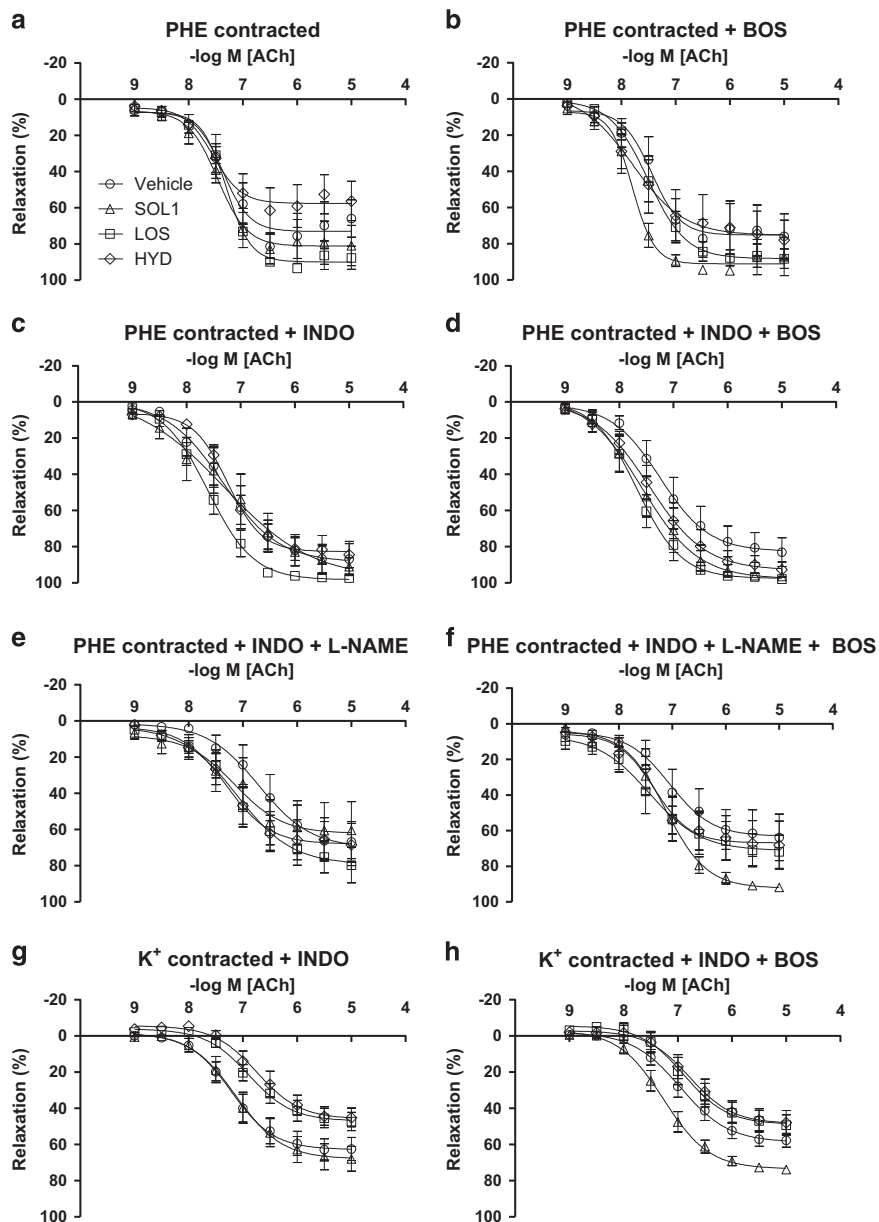 a
PHE contracted
-log M [ACh]
9 8 7 6 5 4
-20
0
20
40
60
80
100
Relaxation (%)
Vehicle
SOL1
LOS
HYD
b
PHE contracted + BOS
-log M [ACh]
9 8 7 6 5 4
-20
0
20
40
60
80
100
Relaxation (%)
c
PHE contracted + INDO
-log M [ACh]
9 8 7 6 5 4
-20
0
20
40
60
80
100
Relaxation (%)
d
PHE contracted + INDO + BOS
-log M [ACh]
9 8 7 6 5 4
-20
0
20
40
60
80
100
Relaxation (%)
e
PHE contracted + INDO + L-NAME
-log M [ACh]
9 8 7 6 5 4
-20
0
20
40
60
80
100
Relaxation (%)
f
PHE contracted + INDO + L-NAME + BOS
-log M [ACh]
9 8 7 6 5 4
-20
0
20
40
60
80
100
Relaxation (%)
g
K⁺ contracted + INDO
-log M [ACh]
9 8 7 6 5 4
-20
0
20
40
60
80
100
Relaxation (%)
h
K⁺ contracted + INDO + BOS
-log M [ACh]
9 8 7 6 5 4
-20
0
20
40
60
80
100
Relaxation (%)